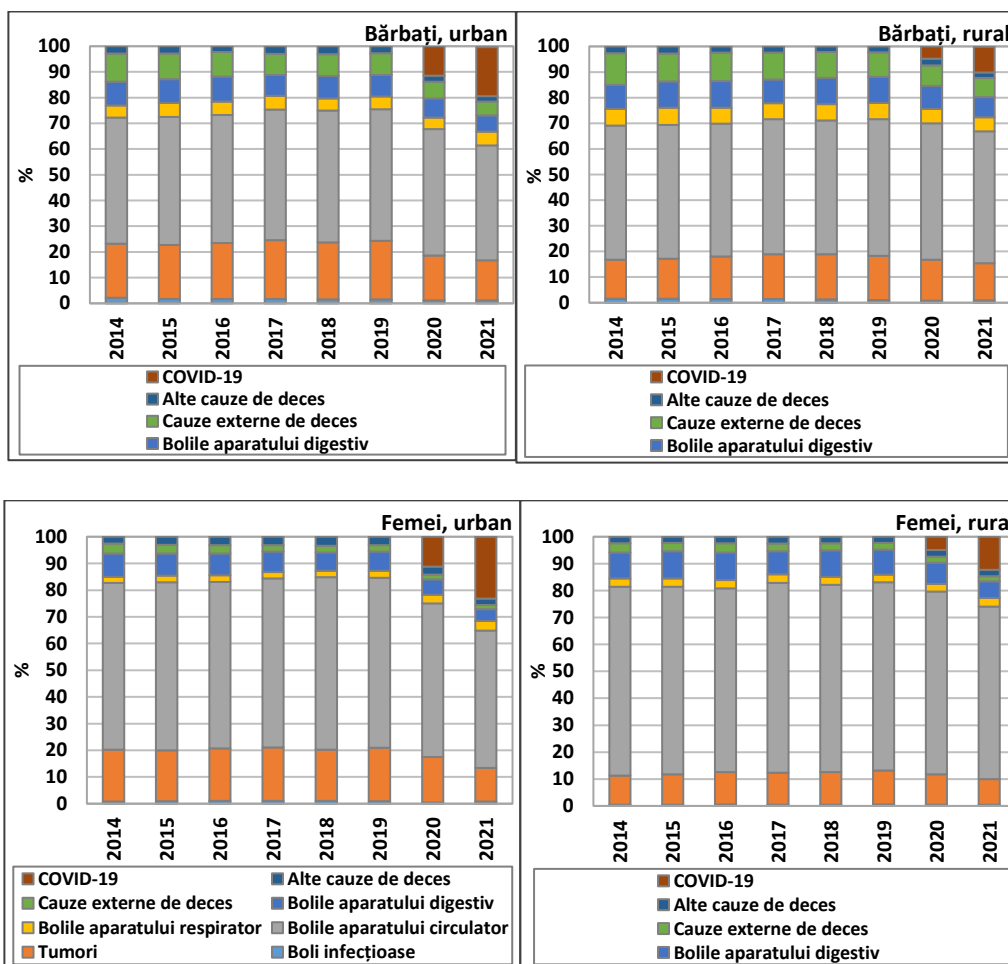 Bărbați, urban
100
90
80
70
60
50
40
30
20
10
0
%
2014 2015 2016 2017 2018 2019 2020 2021
COVID-19
Alte cauze de deces
Cauze externe de deces
Bolile aparatului digestiv
Bărbați, rural
100
90
80
70
60
50
40
30
20
10
0
%
2014 2015 2016 2017 2018 2019 2020 2021
COVID-19
Alte cauze de deces
Cauze externe de deces
Bolile aparatului digestiv
Femei, urban
100
90
80
70
60
50
40
30
20
10
0
%
2014 2015 2016 2017 2018 2019 2020 2021
COVID-19 Alte cauze de deces
Cauze externe de deces Bolile aparatului digestiv
Bolile aparatului respirator Bolile aparatului circulator
Tumori Boli infecțioase
Femei, rura
100
90
80
70
60
50
40
30
20
10
0
%
2014 2015 2016 2017 2018 2019 2020 2021
COVID-19
Alte cauze de deces
Cauze externe de deces
Bolile aparatului digestiv